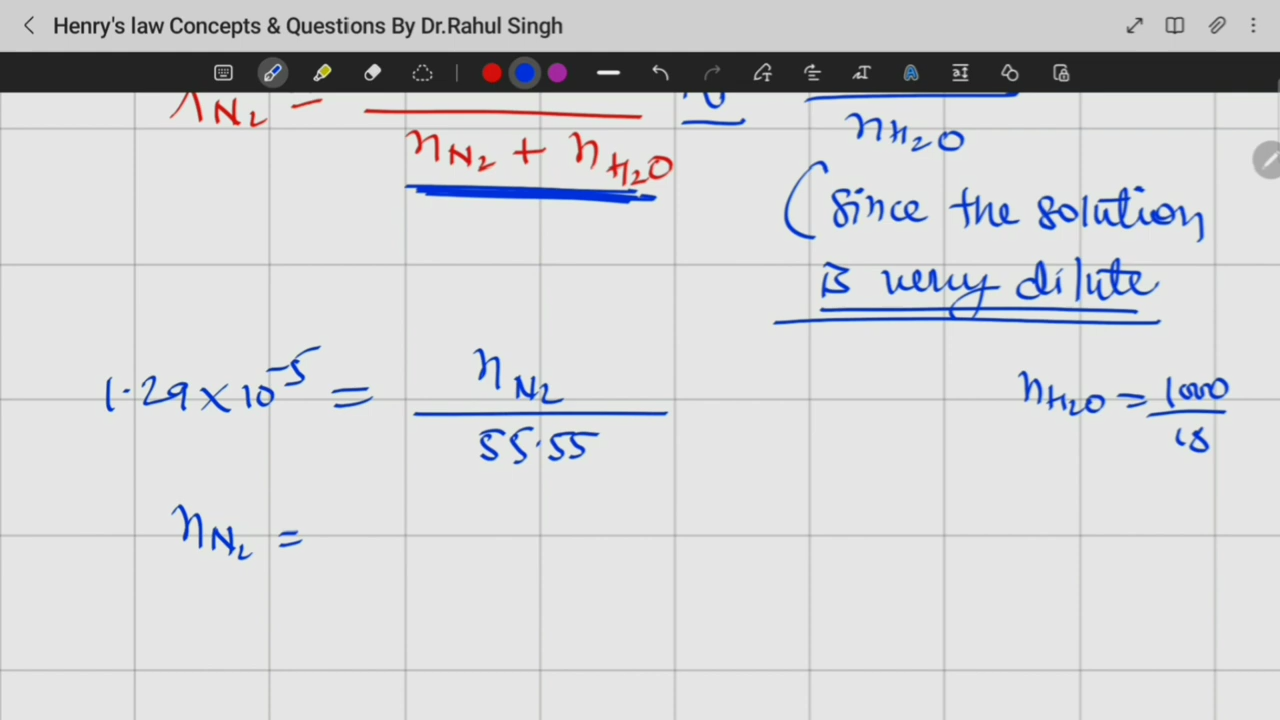 Henry's law Concepts & Questions By Dr.Rahul Singh
XN₂ =
nN₂ + nH₂O
nH₂O
(since the solution
is very dilute
1.29 × 10⁻⁵ = nN₂ / 55.55
nH₂O = 1000 / 18
nN₂ =